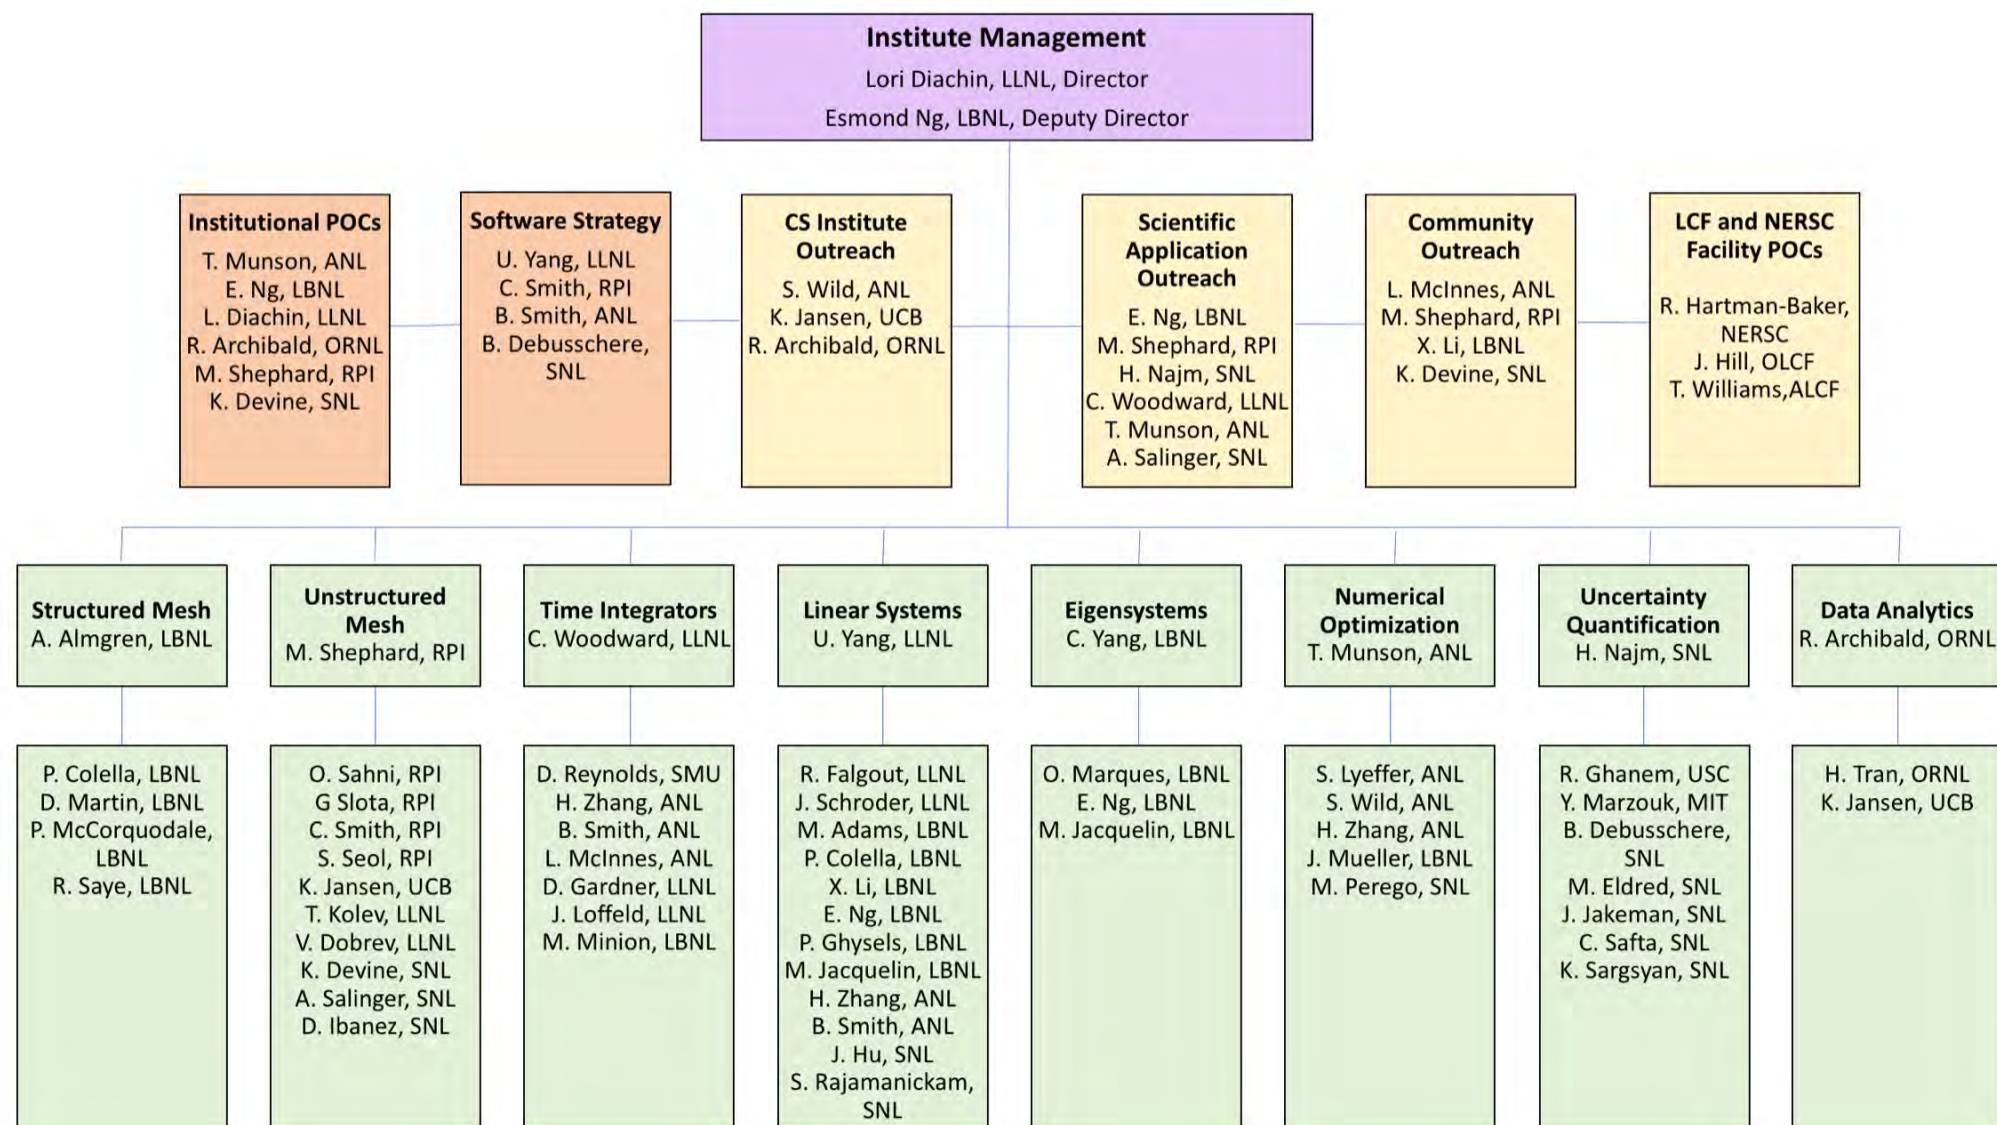 Institute Management
Lori Diachin, LLNL, Director
Esmond Ng, LBNL, Deputy Director
Institutional POCs
T. Munson, ANL
E. Ng, LBNL
L. Diachin, LLNL
R. Archibald, ORNL
M. Shephard, RPI
K. Devine, SNL
Software Strategy
U. Yang, LLNL
C. Smith, RPI
B. Smith, ANL
B. Debusschere,
SNL
CS Institute
Outreach
S. Wild, ANL
K. Jansen, UCB
R. Archibald, ORNL
Scientific
Application
Outreach
E. Ng, LBNL
M. Shephard, RPI
H. Najm, SNL
C. Woodward, LLNL
T. Munson, ANL
A. Salinger, SNL
Community
Outreach
L. McInnes, ANL
M. Shephard, RPI
X. Li, LBNL
K. Devine, SNL
LCF and NERSC
Facility POCs
R. Hartman-Baker,
NERSC
J. Hill, OLCF
T. Williams,ALCF
Structured Mesh
A. Almgren, LBNL
Unstructured
Mesh
M. Shephard, RPI
Time Integrators
C. Woodward, LLNL
Linear Systems
U. Yang, LLNL
Eigensystems
C. Yang, LBNL
Numerical
Optimization
T. Munson, ANL
Uncertainty
Quantification
H. Najm, SNL
Data Analytics
R. Archibald, ORNL
P. Colella, LBNL
D. Martin, LBNL
P. McCorquodale,
LBNL
R. Saye, LBNL
O. Sahni, RPI
G Slota, RPI
C. Smith, RPI
S. Seol, RPI
K. Jansen, UCB
T. Kolev, LLNL
V. Dobrev, LLNL
K. Devine, SNL
A. Salinger, SNL
D. Ibanez, SNL
D. Reynolds, SMU
H. Zhang, ANL
B. Smith, ANL
L. McInnes, ANL
D. Gardner, LLNL
J. Loffeld, LLNL
M. Minion, LBNL
R. Falgout, LLNL
J. Schroder, LLNL
M. Adams, LBNL
P. Colella, LBNL
X. Li, LBNL
E. Ng, LBNL
P. Ghysels, LBNL
M. Jacquelin, LBNL
H. Zhang, ANL
B. Smith, ANL
J. Hu, SNL
S. Rajamanickam,
SNL
O. Marques, LBNL
E. Ng, LBNL
M. Jacquelin, LBNL
S. Lyeffer, ANL
S. Wild, ANL
H. Zhang, ANL
J. Mueller, LBNL
M. Perego, SNL
R. Ghanem, USC
Y. Marzouk, MIT
B. Debusschere,
SNL
M. Eldred, SNL
J. Jakeman, SNL
C. Safta, SNL
K. Sargsyan, SNL
H. Tran, ORNL
K. Jansen, UCB